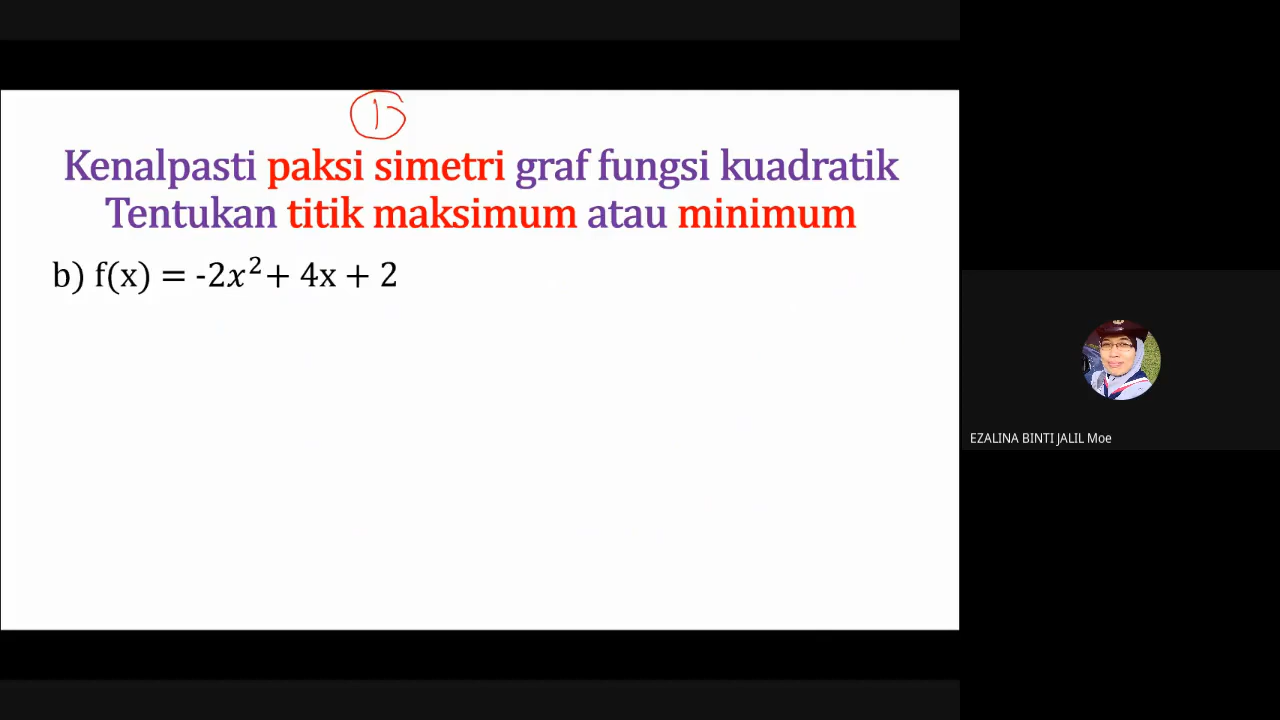 1
Kenalpasti paksi simetri graf fungsi kuadratik
Tentukan titik maksimum atau minimum
b) f(x) = -2x²+ 4x + 2
EZALINA BINTI JALIL Moe